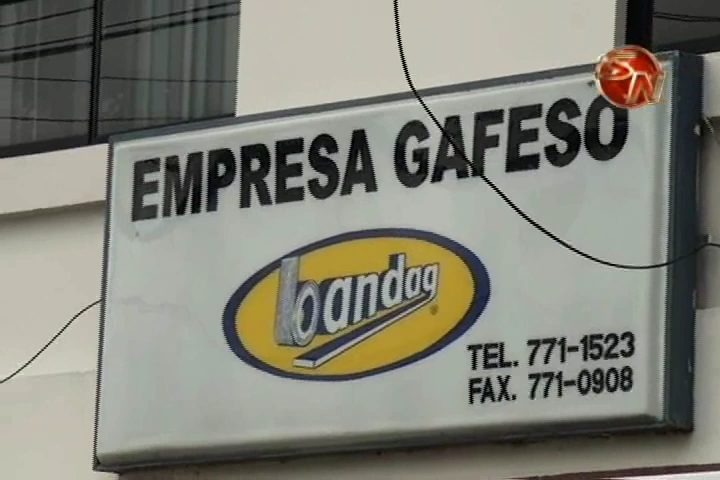 EMPRESA GAFESO
bandag
TEL. 771-1523
FAX. 771-0908